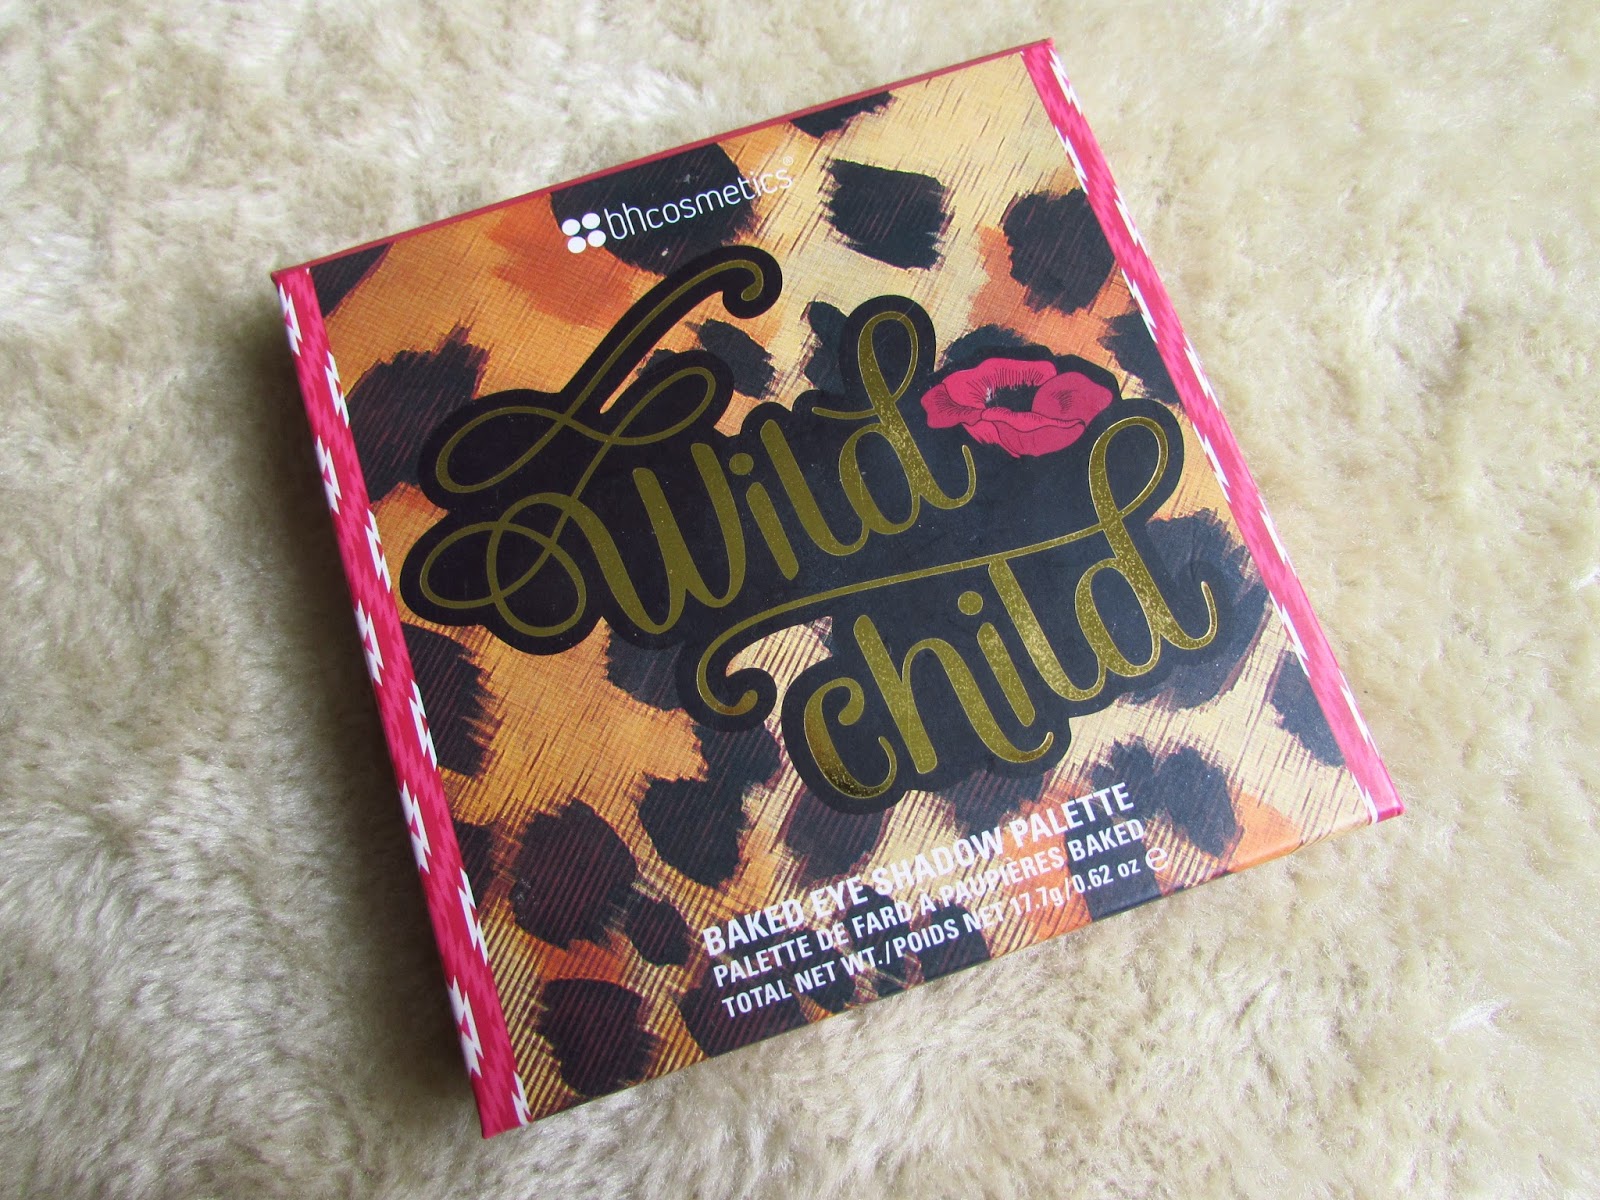 bhcosmetics®
Wild
child
BAKED EYE SHADOW PALETTE
PALETTE DE FARD À PAUPIÈRES BAKED
TOTAL NET WT./POIDS NET 17.7g/0.62 oz ℮